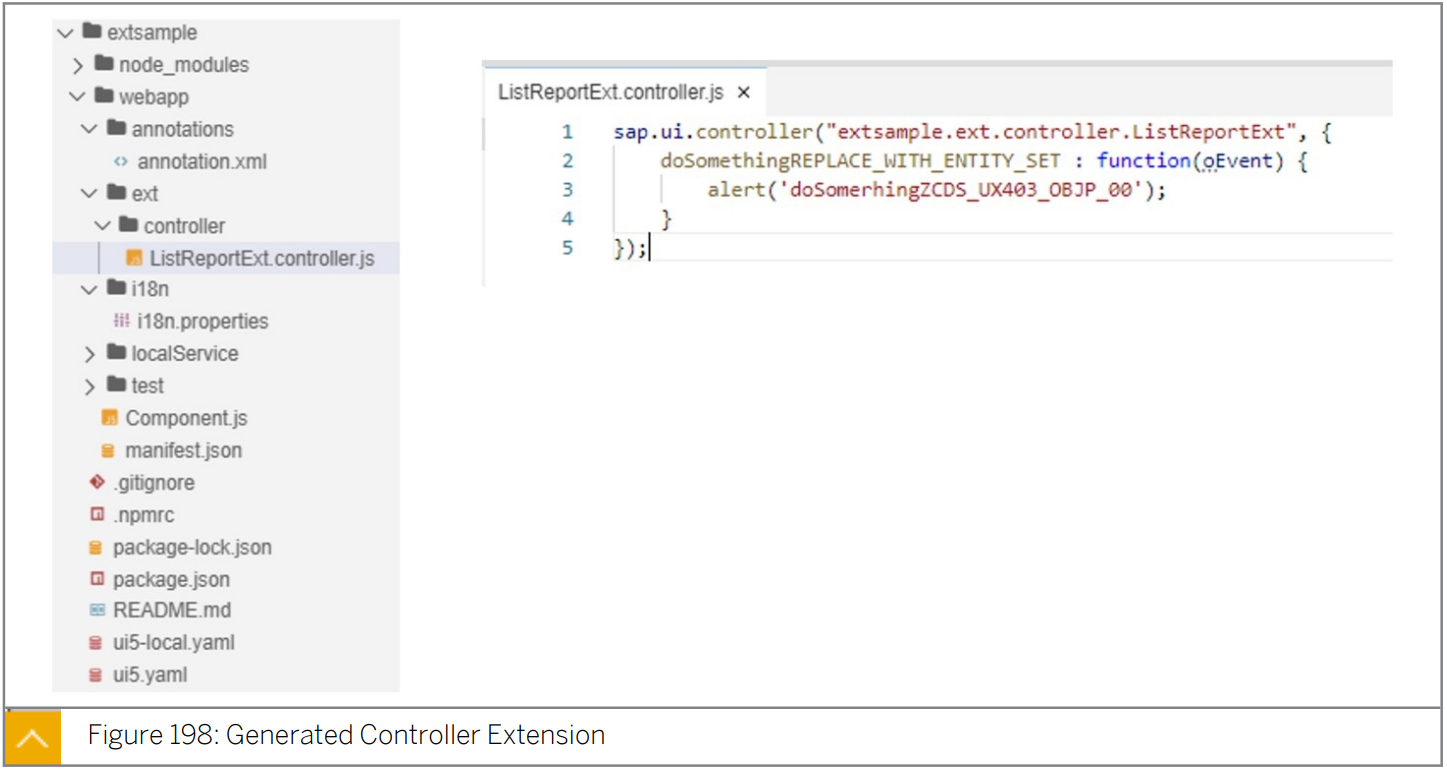 extsample
node_modules
webapp
annotations
annotation.xml
ext
controller
ListReportExt.controller.js
i18n
i18n.properties
localService
test
Component.js
manifest.json
.gitignore
.npmrc
package-lock.json
package.json
README.md
ui5-local.yaml
ui5.yaml
ListReportExt.controller.js ×
1 sap.ui.controller("extsample.ext.controller.ListReportExt", {
2 doSomethingREPLACE_WITH_ENTITY_SET : function(oEvent) {
3 alert('doSomerhingZCDS_UX403_OBJP_00');
4 }
5 });
Figure 198: Generated Controller Extension